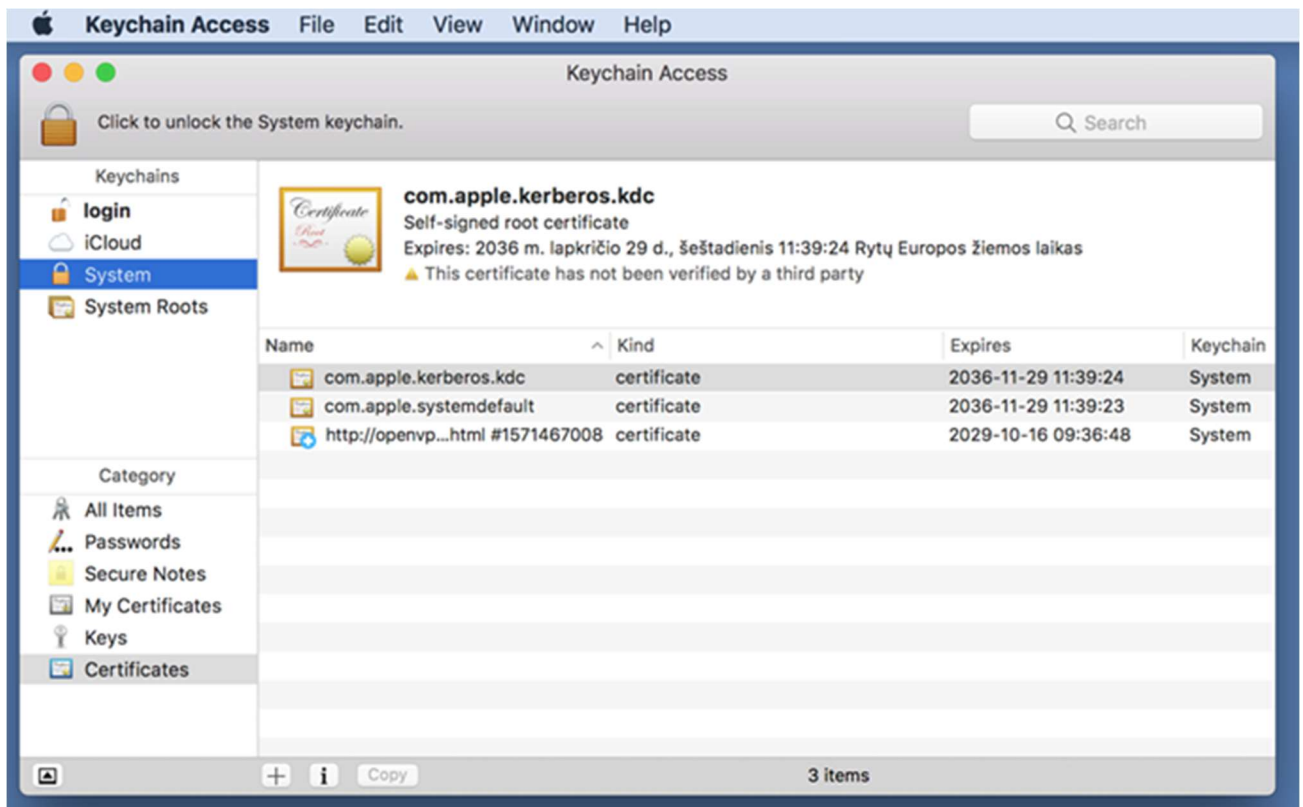 Keychain Access File Edit View Window Help
Keychain Access
Click to unlock the System keychain.
Search
Keychains
login
iCloud
System
System Roots
Certificate
Root
com.apple.kerberos.kdc
Self-signed root certificate
Expires: 2036 m. lapkričio 29 d., šeštadienis 11:39:24 Rytų Europos žiemos laikas
This certificate has not been verified by a third party
Name Kind Expires Keychain
com.apple.kerberos.kdc certificate 2036-11-29 11:39:24 System
com.apple.systemdefault certificate 2036-11-29 11:39:23 System
http://openvp...html #1571467008 certificate 2029-10-16 09:36:48 System
Category
All Items
Passwords
Secure Notes
My Certificates
Keys
Certificates
Copy
3 items